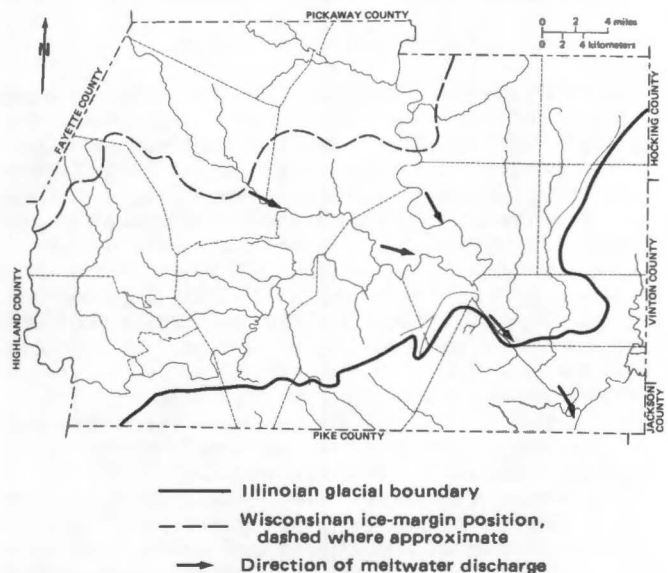 PICKAWAY COUNTY
0 2 4 miles
0 2 4 kilometers
N
FAYETTE COUNTY
HOCKING COUNTY
VINTON COUNTY
HIGHLAND COUNTY
JACKSON
COUNTY
PIKE COUNTY
Illinoian glacial boundary
Wisconsinan ice-margin position,
dashed where approximate
Direction of meltwater discharge